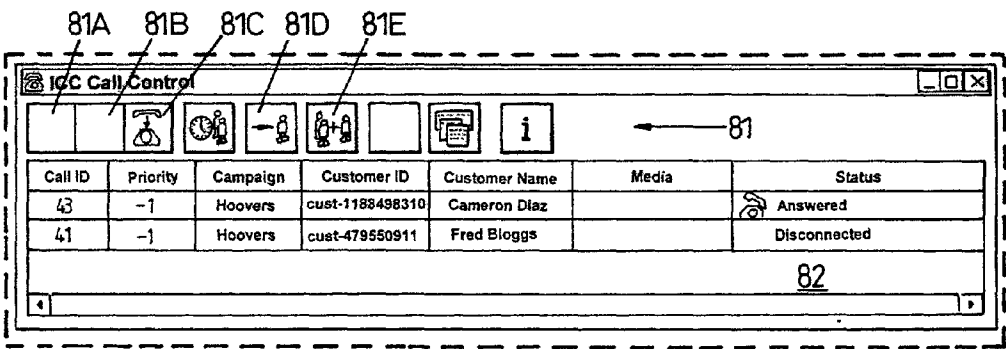 81A 81B 81C 81D 81E
ICC Call Control
i 81
Call ID Priority Campaign Customer ID Customer Name Media Status
43 -1 Hoovers cust-1188498310 Cameron Diaz Answered
41 -1 Hoovers cust-479550911 Fred Bloggs Disconnected
82